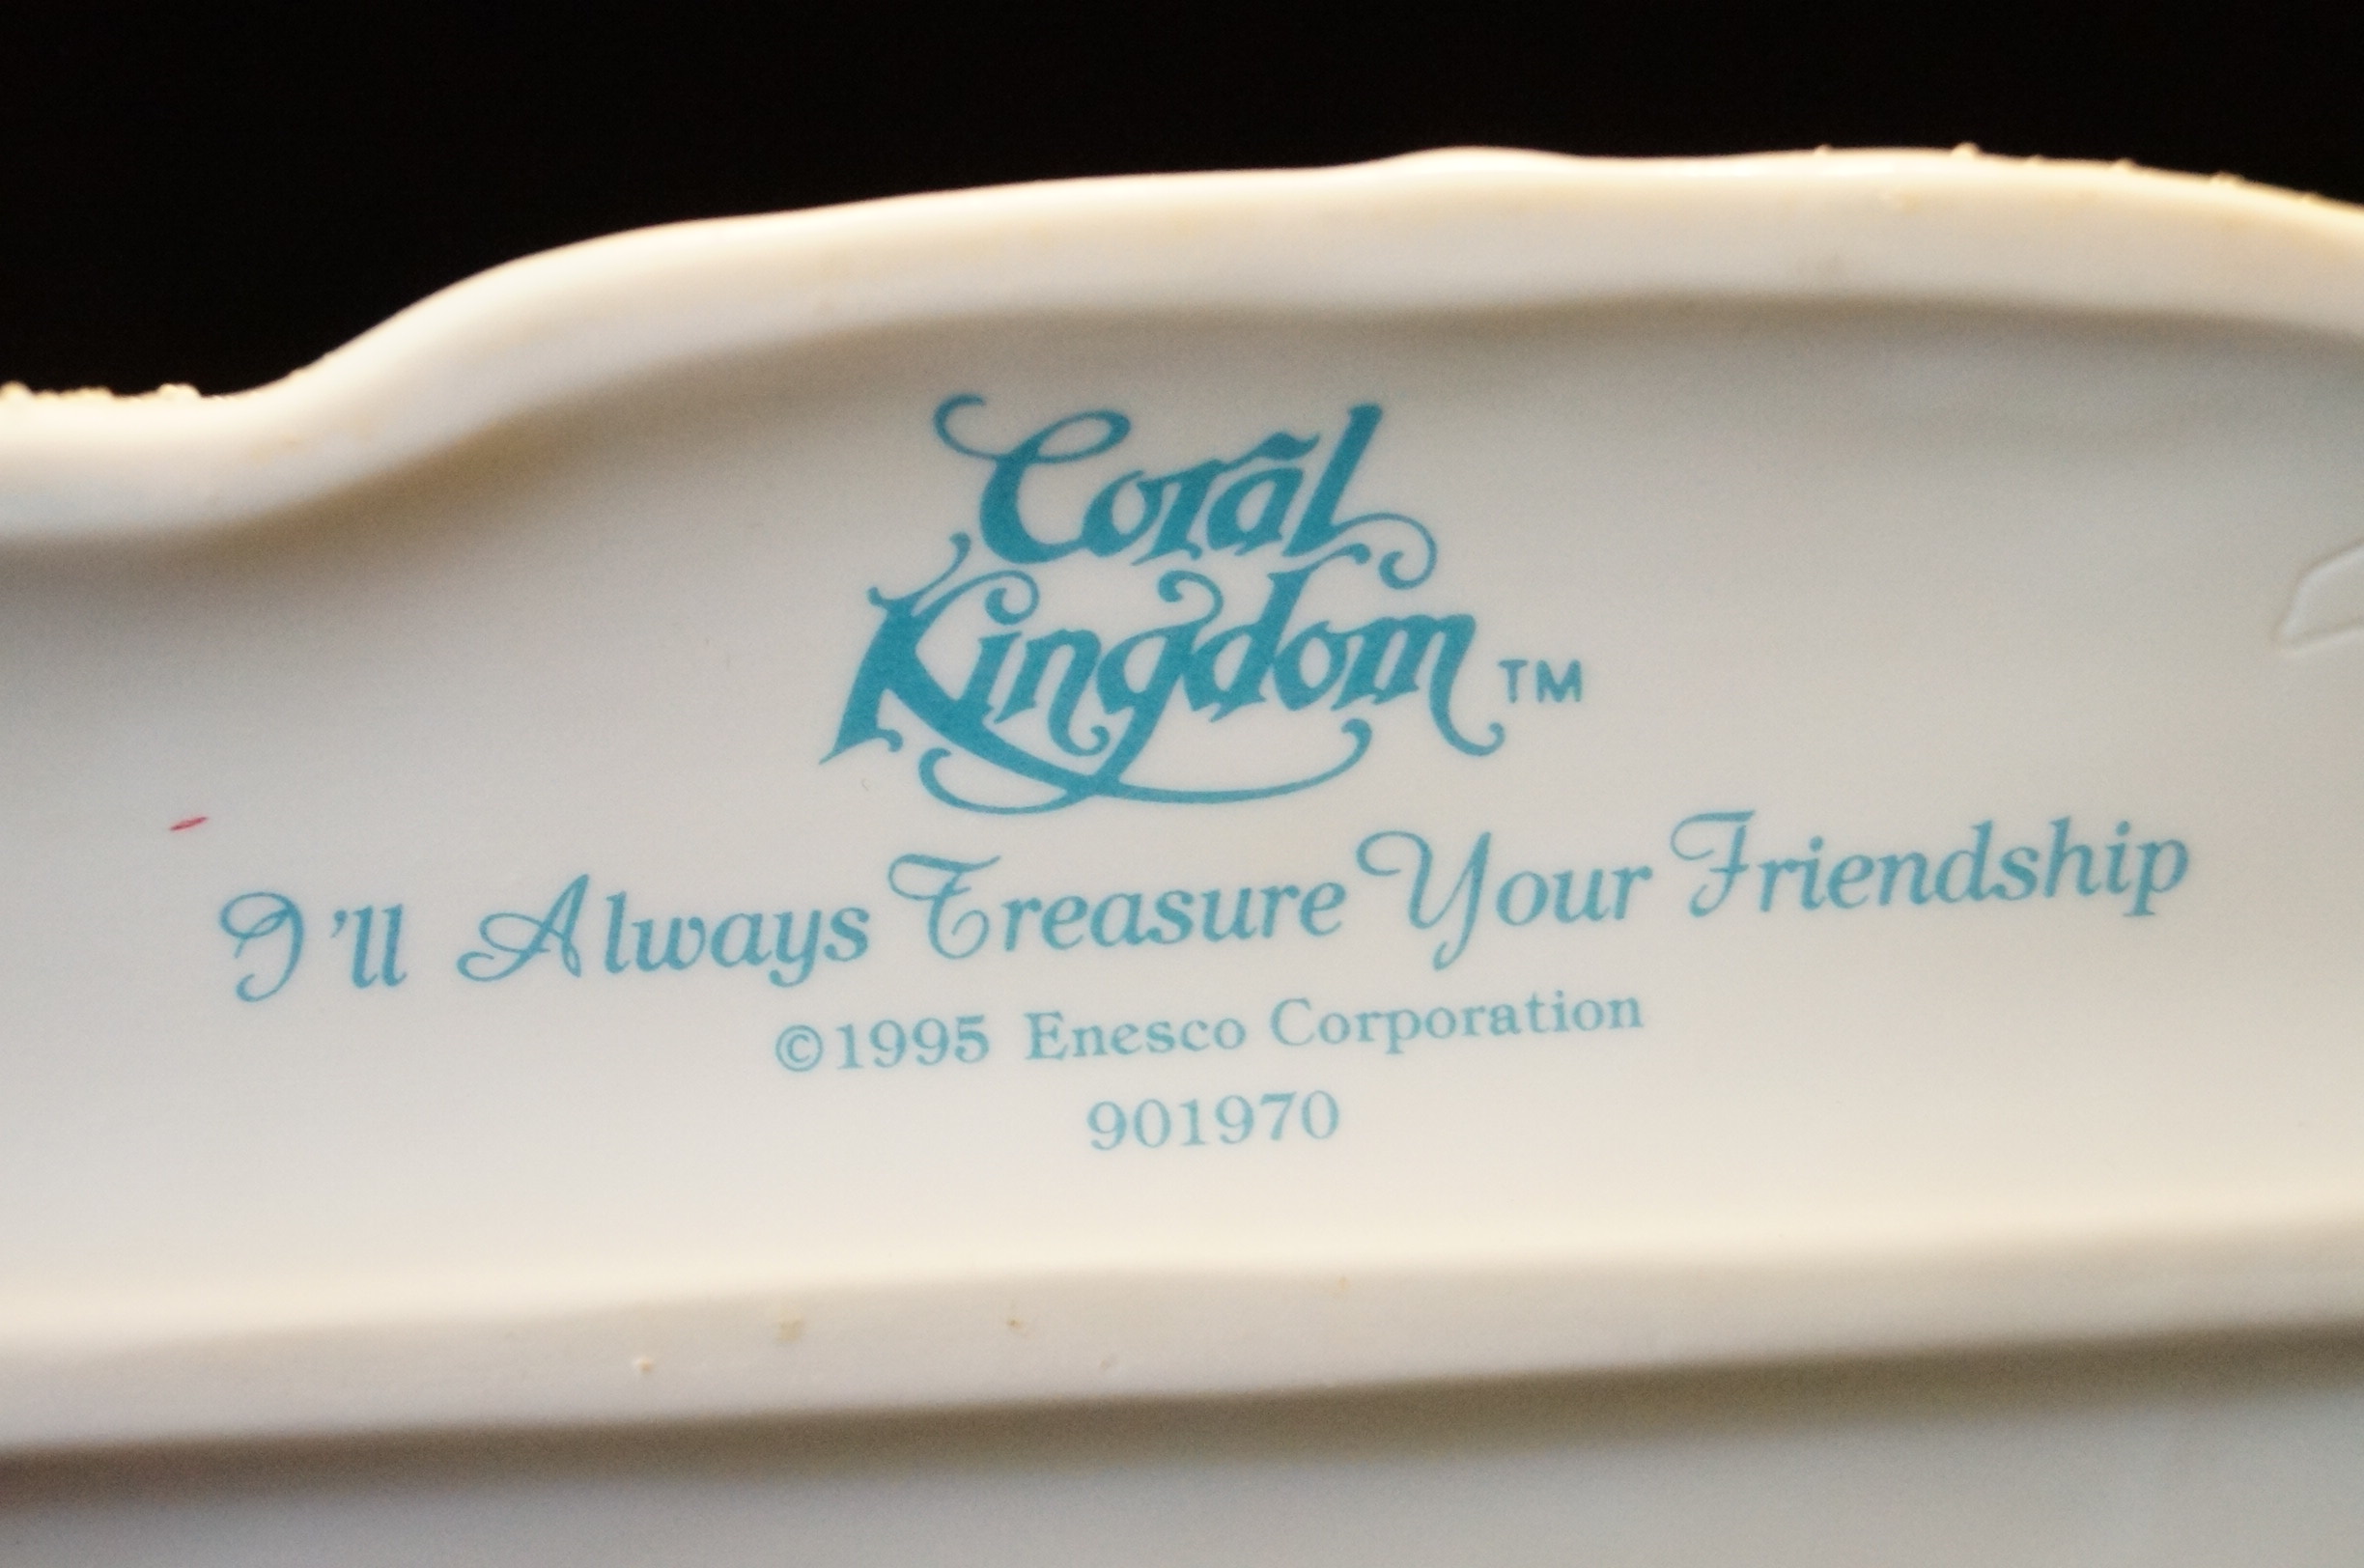 Coral
Kingdom™
I'll Always Treasure Your Friendship
©1995 Enesco Corporation
901970